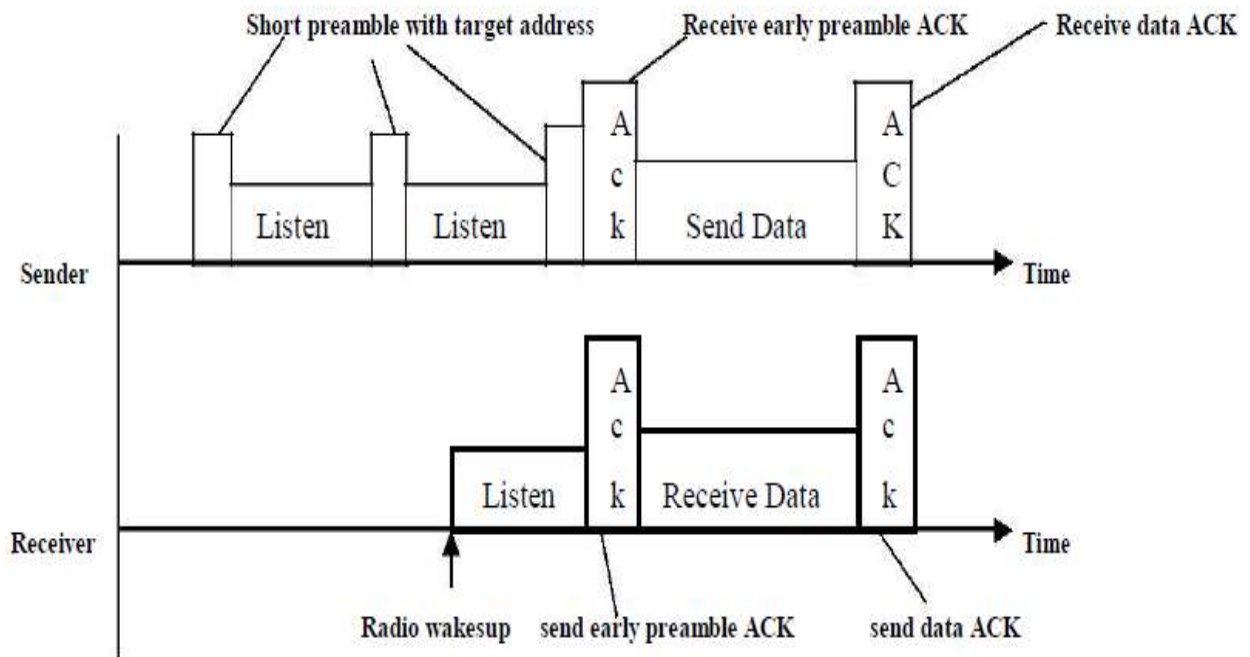 Short preamble with target address
Receive early preamble ACK
Receive data ACK
A
c
k
A
C
K
Listen
Listen
Send Data
Sender
Time
A
c
k
A
c
k
Listen
Receive Data
Receiver
Time
Radio wakesup
send early preamble ACK
send data ACK